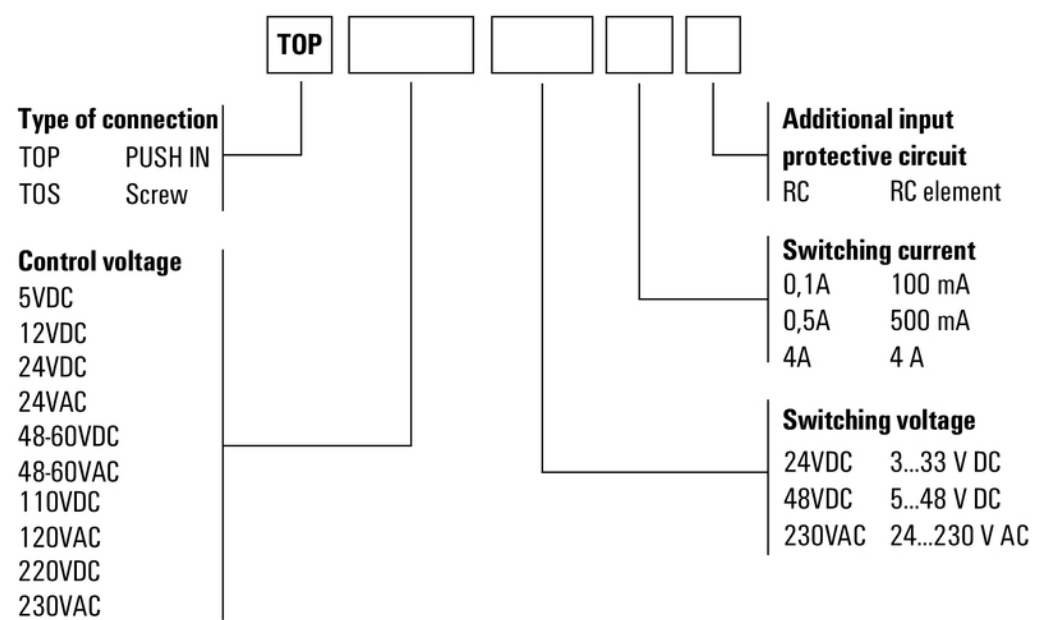 TOP
Type of connection
TOP PUSH IN
TOS Screw
Control voltage
5VDC
12VDC
24VDC
24VAC
48-60VDC
48-60VAC
110VDC
120VAC
220VDC
230VAC
Additional input
protective circuit
RC RC element
Switching current
0,1A 100 mA
0,5A 500 mA
4A 4 A
Switching voltage
24VDC 3...33 V DC
48VDC 5...48 V DC
230VAC 24...230 V AC